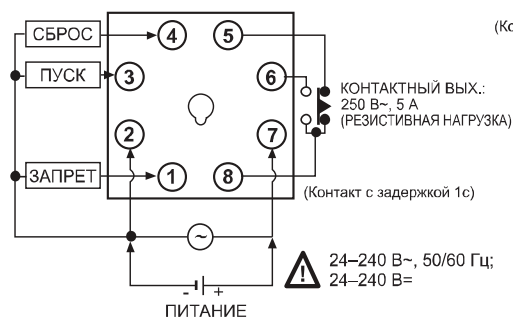 СБРОС
ПУСК
ЗАПРЕТ
4
5
3
6
2
7
1
8
(Ко
КОНТАКТНЫЙ ВЫХ.:
250 В~, 5 А
(РЕЗИСТИВНАЯ НАГРУЗКА)
(Контакт с задержкой 1с)
~
- +
ПИТАНИЕ
!
24–240 В~, 50/60 Гц;
24–240 В=